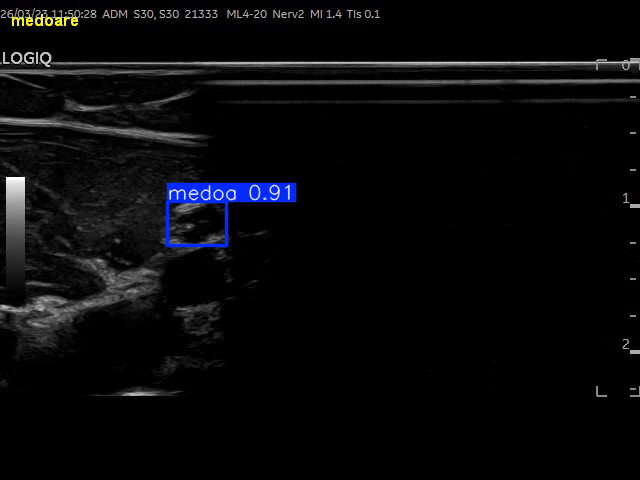 26/03/23 11:50:28 ADM S30, S30 21333 ML4-20 Nerv2 MI 1.4 TIs 0.1
medoare
LOGIQ
0
medoa 0.91
1
2